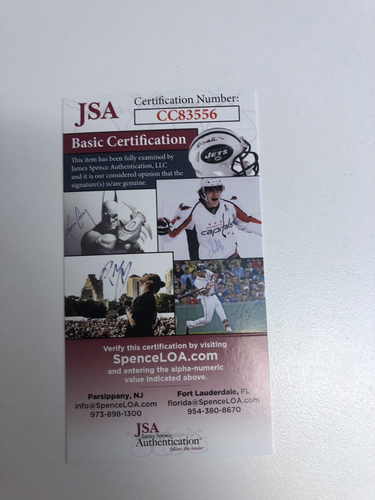 JSA
Certification Number:
CC83556
Basic Certification
This item has been fully examined by
James Spence Authentication, LLC
and it is our considered opinion that the
signature(s) is/are genuine.
JETS
CAPITALS
Verify this certification by visiting
SpenceLOA.com
and entering the alpha-numeric
value indicated above.
Parsippany, NJ
info@SpenceLOA.com
973-898-1300
Fort Lauderdale, FL
florida@SpenceLOA.com
954-380-8670
JSA
James Spence
Authentication
follow the leader